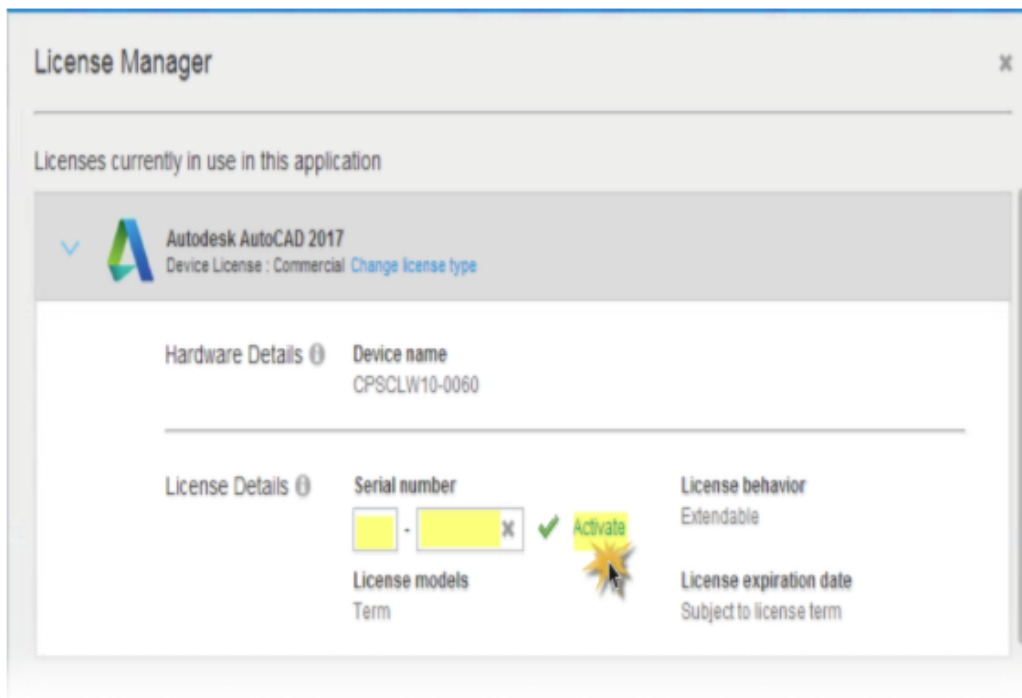 License Manager
Licenses currently in use in this application
Autodesk AutoCAD 2017
Device License : Commercial Change license type
Hardware Details
Device name
CPSCLW10-0060
License Details
Serial number
- Activate
License behavior
Extendable
License models
Term
License expiration date
Subject to license term